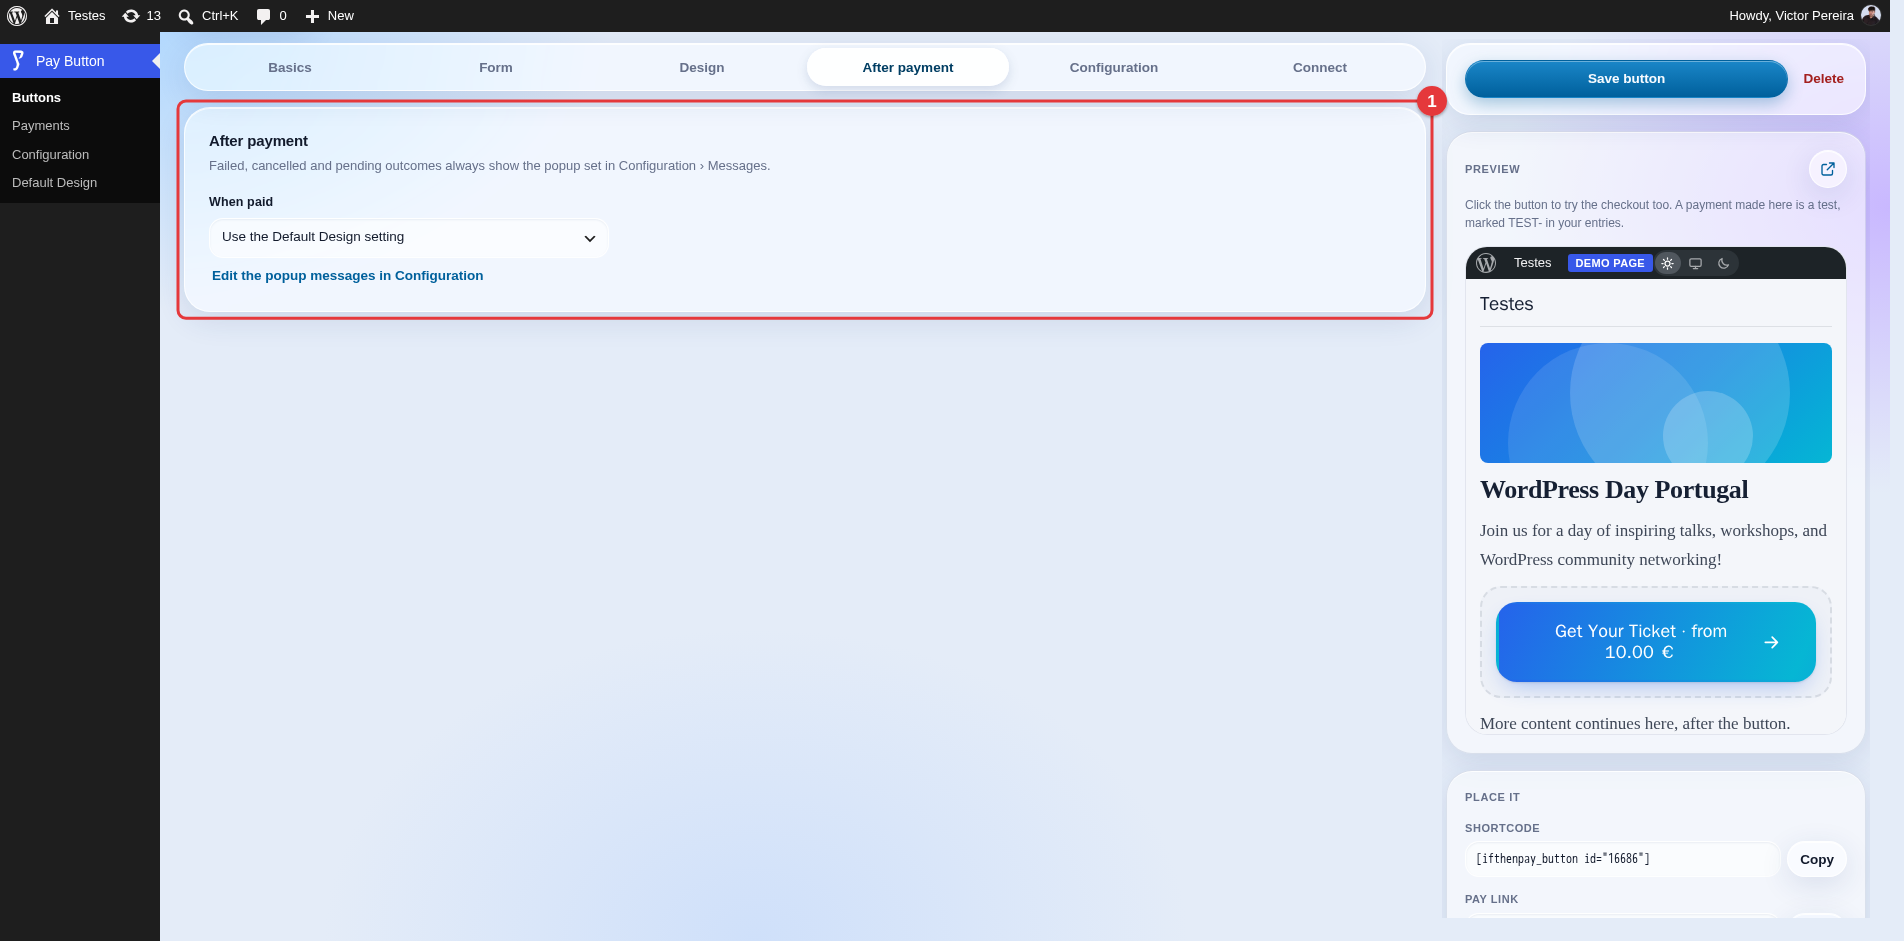 Testes
13
Ctrl+K
0
New
Howdy, Victor Pereira
Pay Button
Buttons
Payments
Configuration
Default Design
Basics
Form
Design
After payment
Configuration
Connect
1
After payment
Failed, cancelled and pending outcomes always show the popup set in Configuration › Messages.
When paid
Use the Default Design setting
Edit the popup messages in Configuration
Save button
Delete
PREVIEW
Click the button to try the checkout too. A payment made here is a test,
marked TEST- in your entries.
Testes
DEMO PAGE
Testes
WordPress Day Portugal
Join us for a day of inspiring talks, workshops, and
WordPress community networking!
Get Your Ticket · from
10.00 €
More content continues here, after the button.
PLACE IT
SHORTCODE
[ifthenpay_button id="16686"]
Copy
PAY LINK